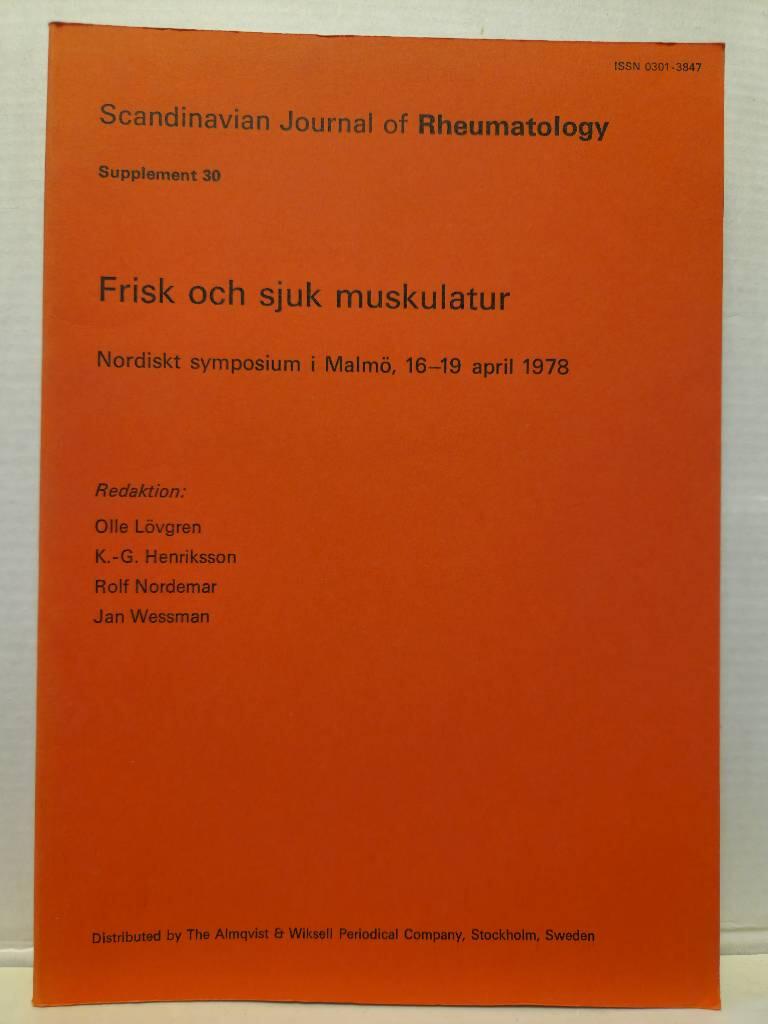 ISSN 0301-3847
Scandinavian Journal of Rheumatology
Supplement 30
Frisk och sjuk muskulatur
Nordiskt symposium i Malmö, 16–19 april 1978
Redaktion:
Olle Lövgren
K.-G. Henriksson
Rolf Nordemar
Jan Wessman
Distributed by The Almqvist & Wiksell Periodical Company, Stockholm, Sweden